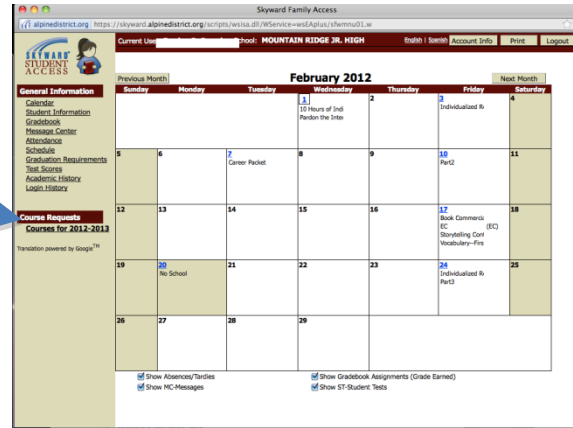 Skyward Family Access
alpinedistrict.org https://skyward.alpinedistrict.org/scripts/wsisa.dll/WService=wsEAplus/sfwmnu01.w
SKYWARD
STUDENT
ACCESS
Current User School: MOUNTAIN RIDGE JR. HIGH English | Spanish Account Info Print Logout
Previous Month February 2012 Next Month
General Information
Calendar
Student Information
Gradebook
Message Center
Attendance
Schedule
Graduation Requirements
Test Scores
Academic History
Login History
Course Requests
Courses for 2012-2013
Translation powered by Google™
Sunday Monday Tuesday Wednesday Thursday Friday Saturday
1 2 3 4
10 Hours of Indi Individualized R
Pardon the Inte
5 6 7 8 9 10 11
Career Packet Part2
12 13 14 15 16 17 18
Book Commercia
EC (EC)
Storytelling Cont
Vocabulary--Firs
19 20 21 22 23 24 25
No School Individualized R
Part3
26 27 28 29
Show Absences/Tardies Show Gradebook Assignments (Grade Earned)
Show MC-Messages Show ST-Student Tests